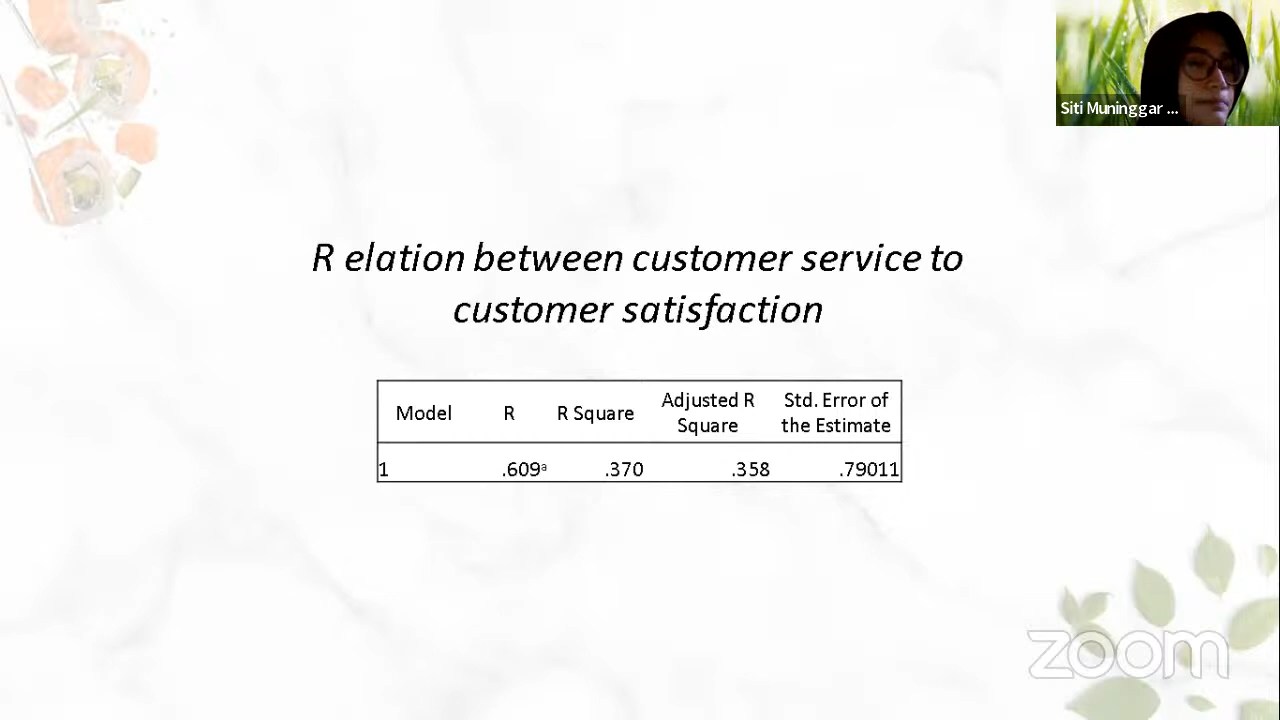 Siti Muninggar ...
R elation between customer service to
customer satisfaction
Model R R Square Adjusted R Square Std. Error of the Estimate
1 .609ᵃ .370 .358 .79011
zoom